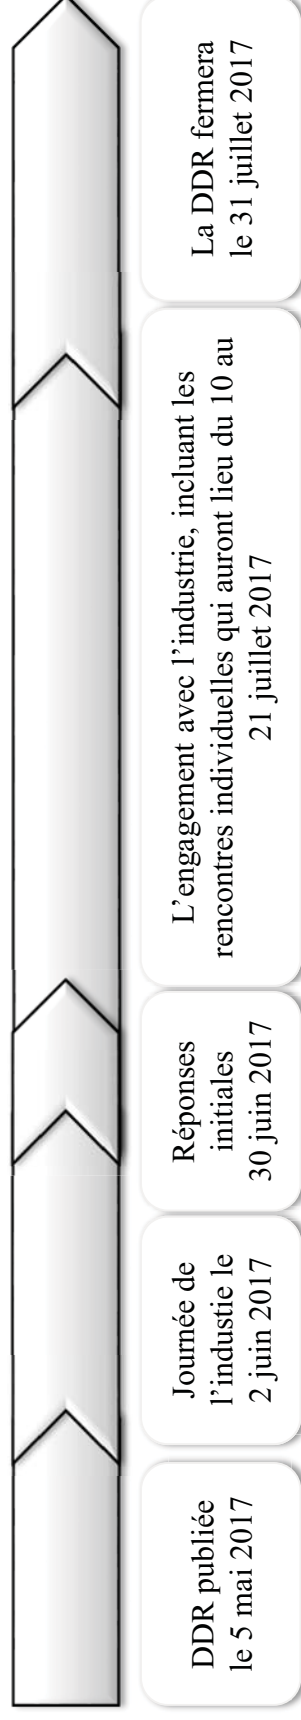 DDR publiée
le 5 mai 2017
Journée de
l’industie le
2 juin 2017
Réponses
initiales
30 juin 2017
L’engagement avec l’industrie, incluant les
rencontres individuelles qui auront lieu du 10 au
21 juillet 2017
La DDR fermera
le 31 juillet 2017